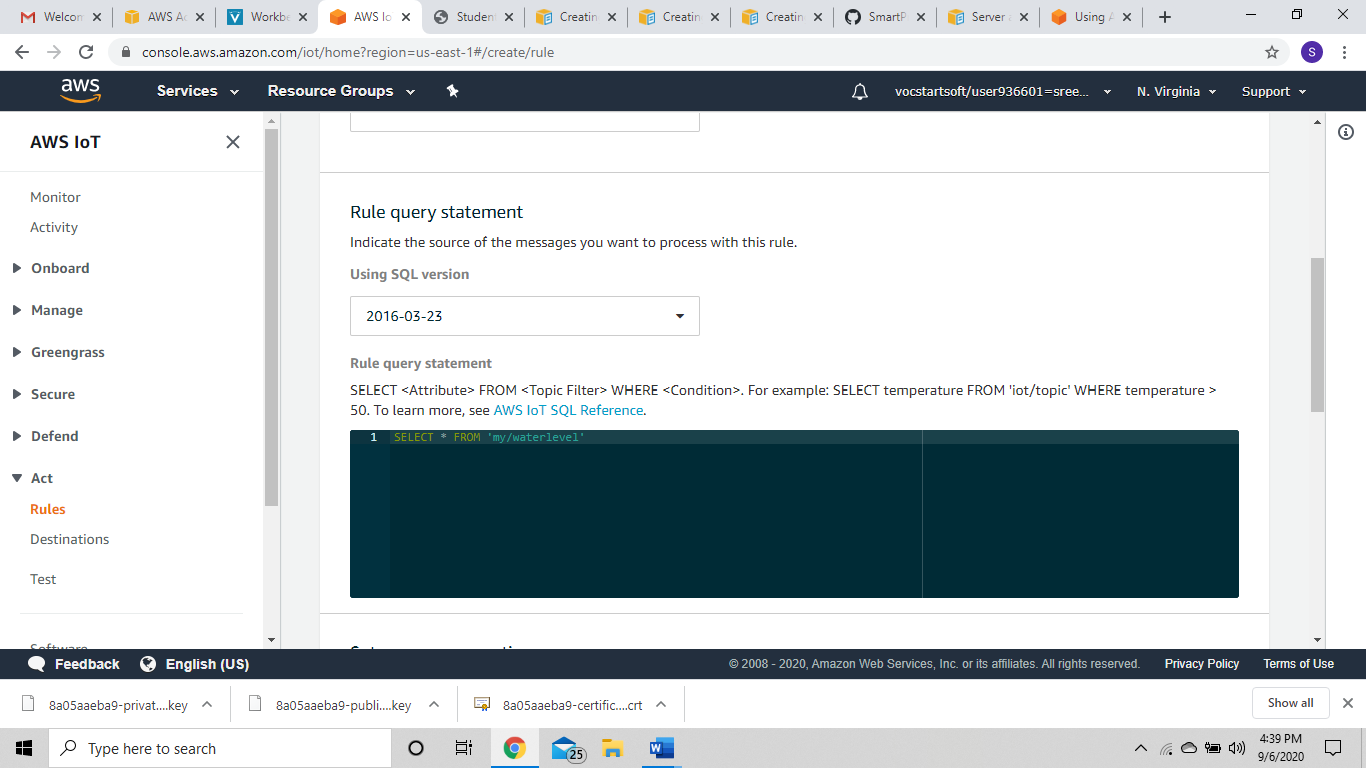 Welcon
AWS Ac
Workbe
AWS Io
Student
Creatin
Creatin
Creatin
SmartP
Server a
Using A
console.aws.amazon.com/iot/home?region=us-east-1#/create/rule
S
aws
Services
Resource Groups
vocstartsoft/user936601=sree...
N. Virginia
Support
AWS IoT
Monitor
Activity
Onboard
Manage
Greengrass
Secure
Defend
Act
Rules
Destinations
Test
Software
Rule query statement
Indicate the source of the messages you want to process with this rule.
Using SQL version
2016-03-23
Rule query statement
SELECT <Attribute> FROM <Topic Filter> WHERE <Condition>. For example: SELECT temperature FROM 'iot/topic' WHERE temperature >
50. To learn more, see AWS IoT SQL Reference.
1 SELECT * FROM 'my/waterlevel'
Feedback
English (US)
© 2008 - 2020, Amazon Web Services, Inc. or its affiliates. All rights reserved.
Privacy Policy
Terms of Use
8a05aaeba9-privat....key
8a05aaeba9-publi....key
8a05aaeba9-certific....crt
Show all
Type here to search
25
4:39 PM
9/6/2020